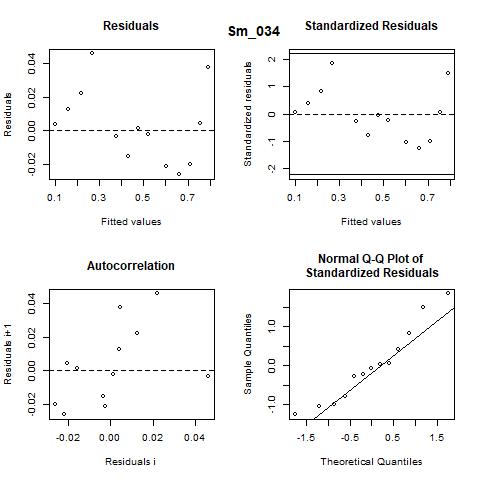 Sm_034
Residuals
Residuals
-0.02 0.00 0.02 0.04
0.1 0.3 0.5 0.7
Fitted values
Standardized Residuals
Standardized residuals
-2 -1 0 1 2
0.1 0.3 0.5 0.7
Fitted values
Autocorrelation
Residuals i+1
-0.02 0.00 0.02 0.04
-0.02 0.00 0.02 0.04
Residuals i
Normal Q-Q Plot of
Standardized Residuals
Sample Quantiles
-1.0 0.0 1.0
-1.5 -0.5 0.5 1.5
Theoretical Quantiles